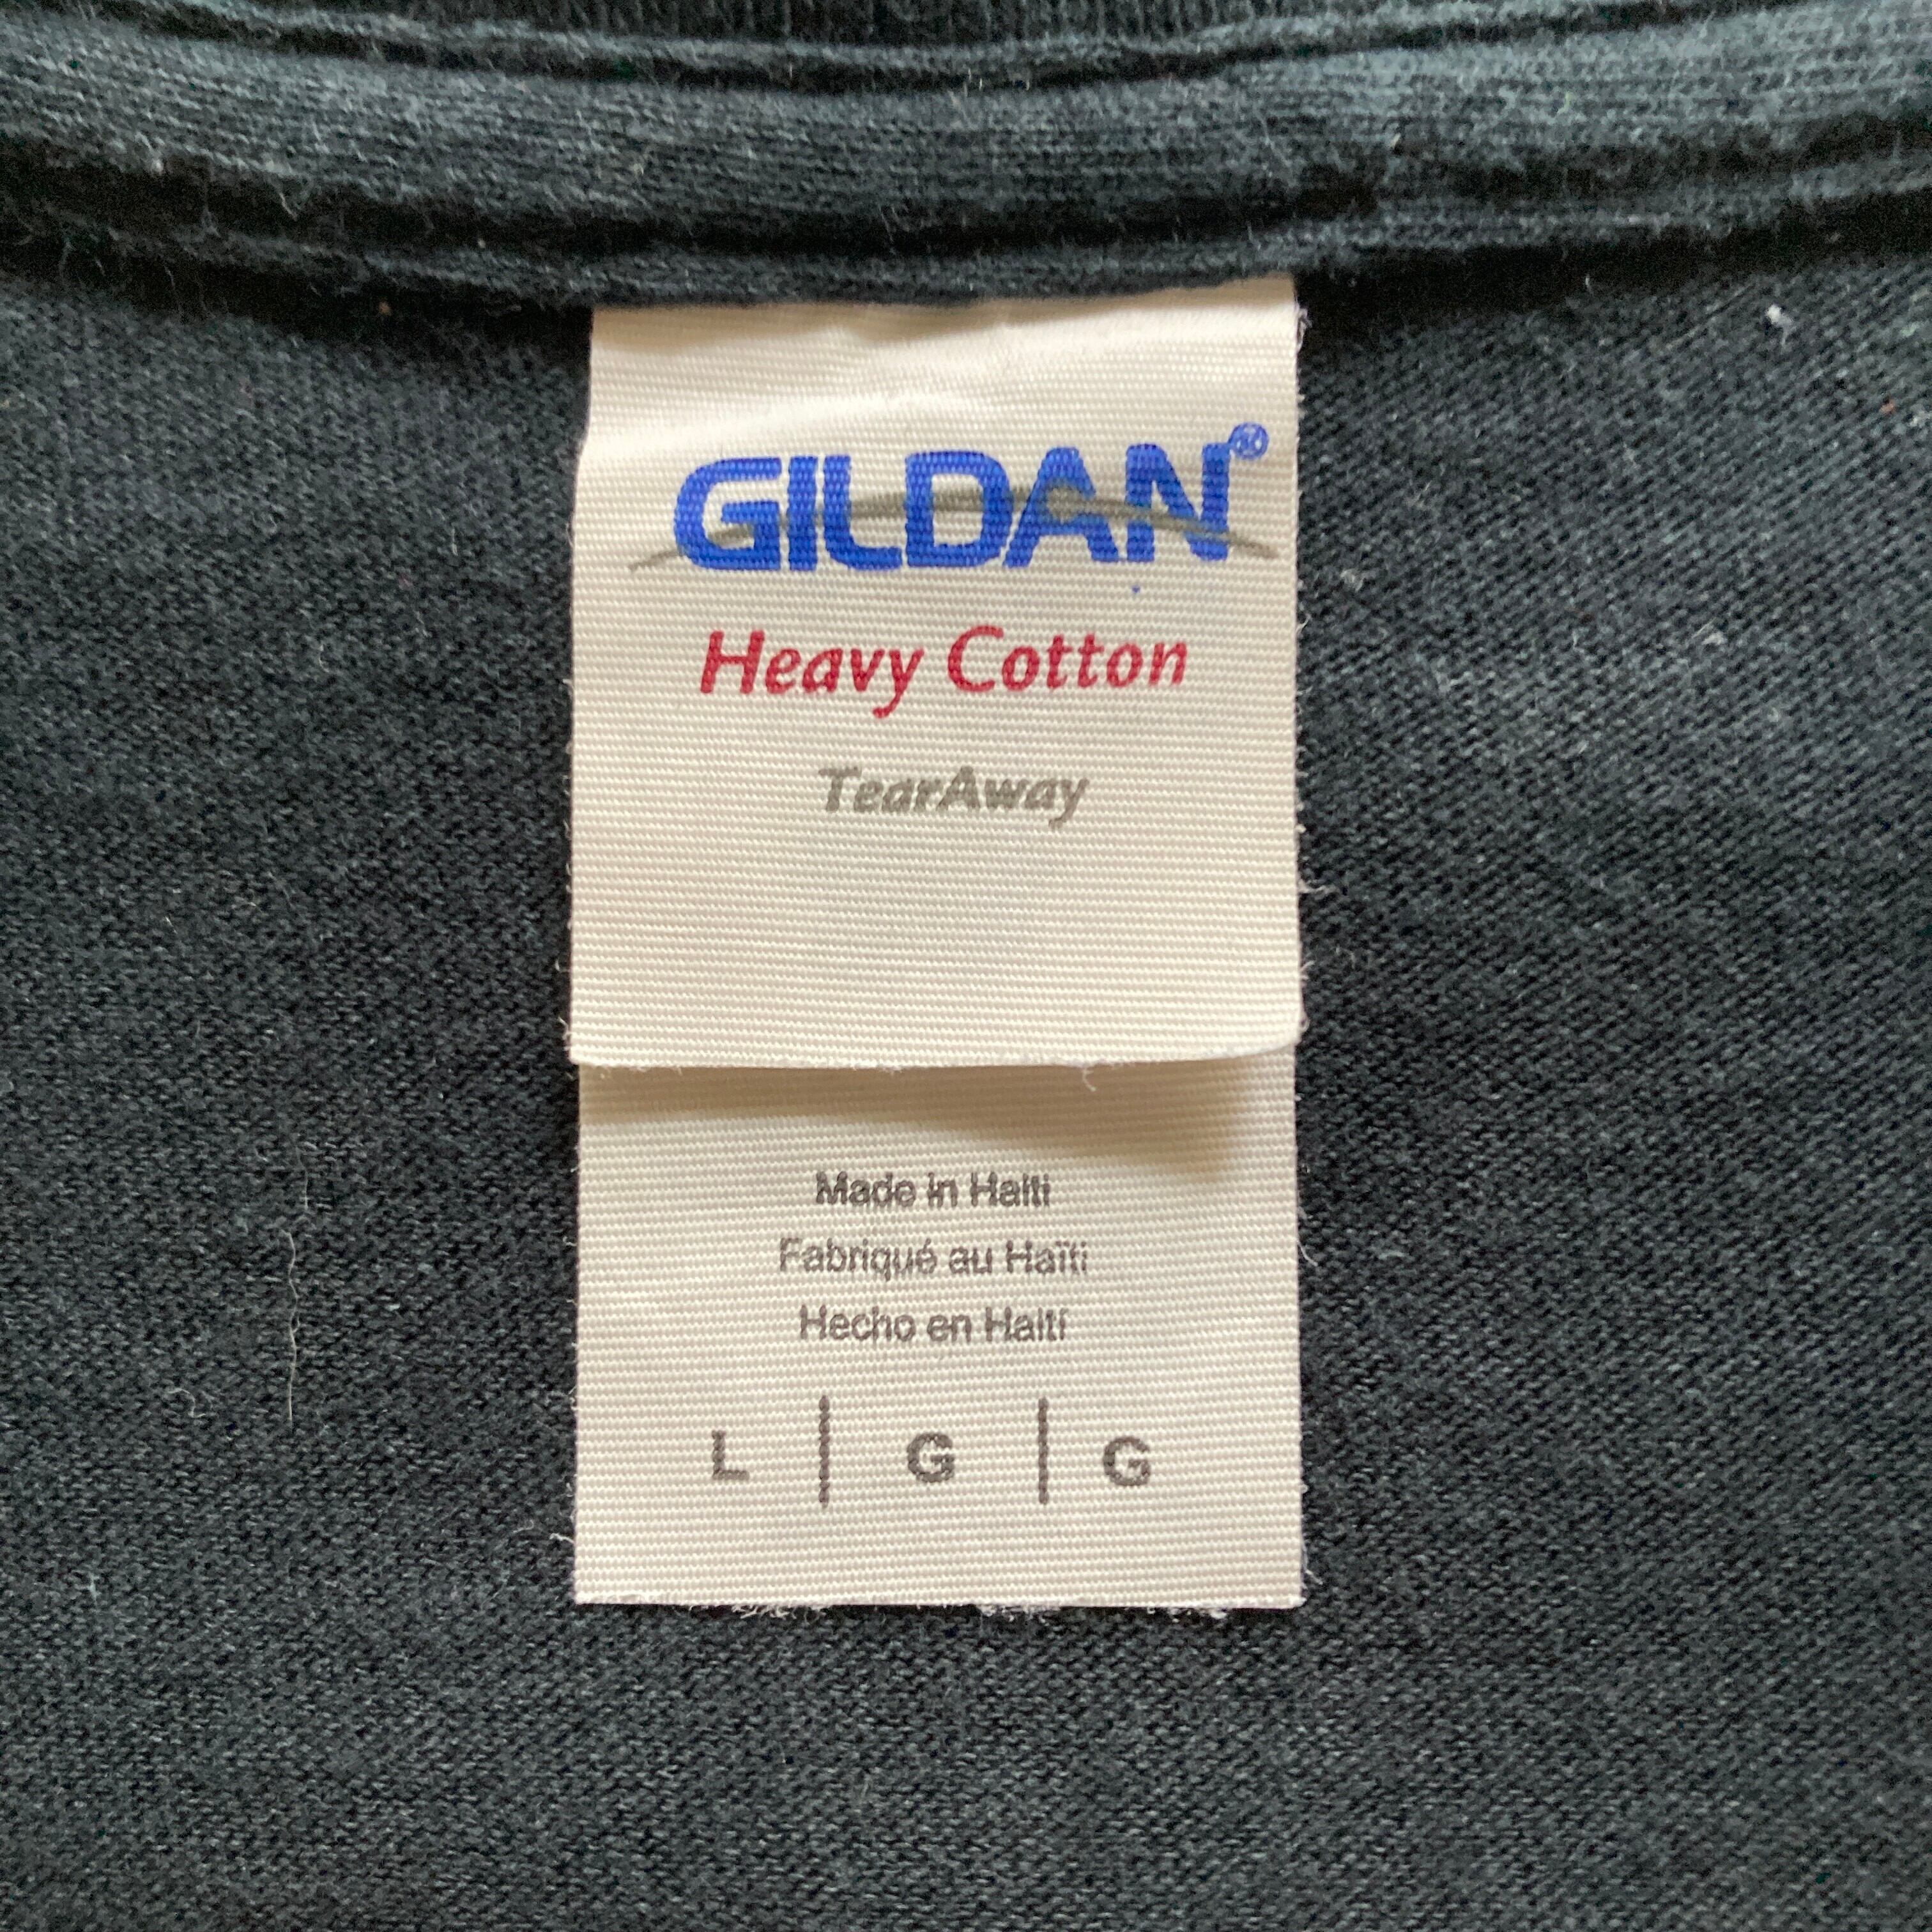 GILDAN®
Heavy Cotton
TearAway
Made in Haiti
Fabriqué au Haïti
Hecho en Haití
L | G | G